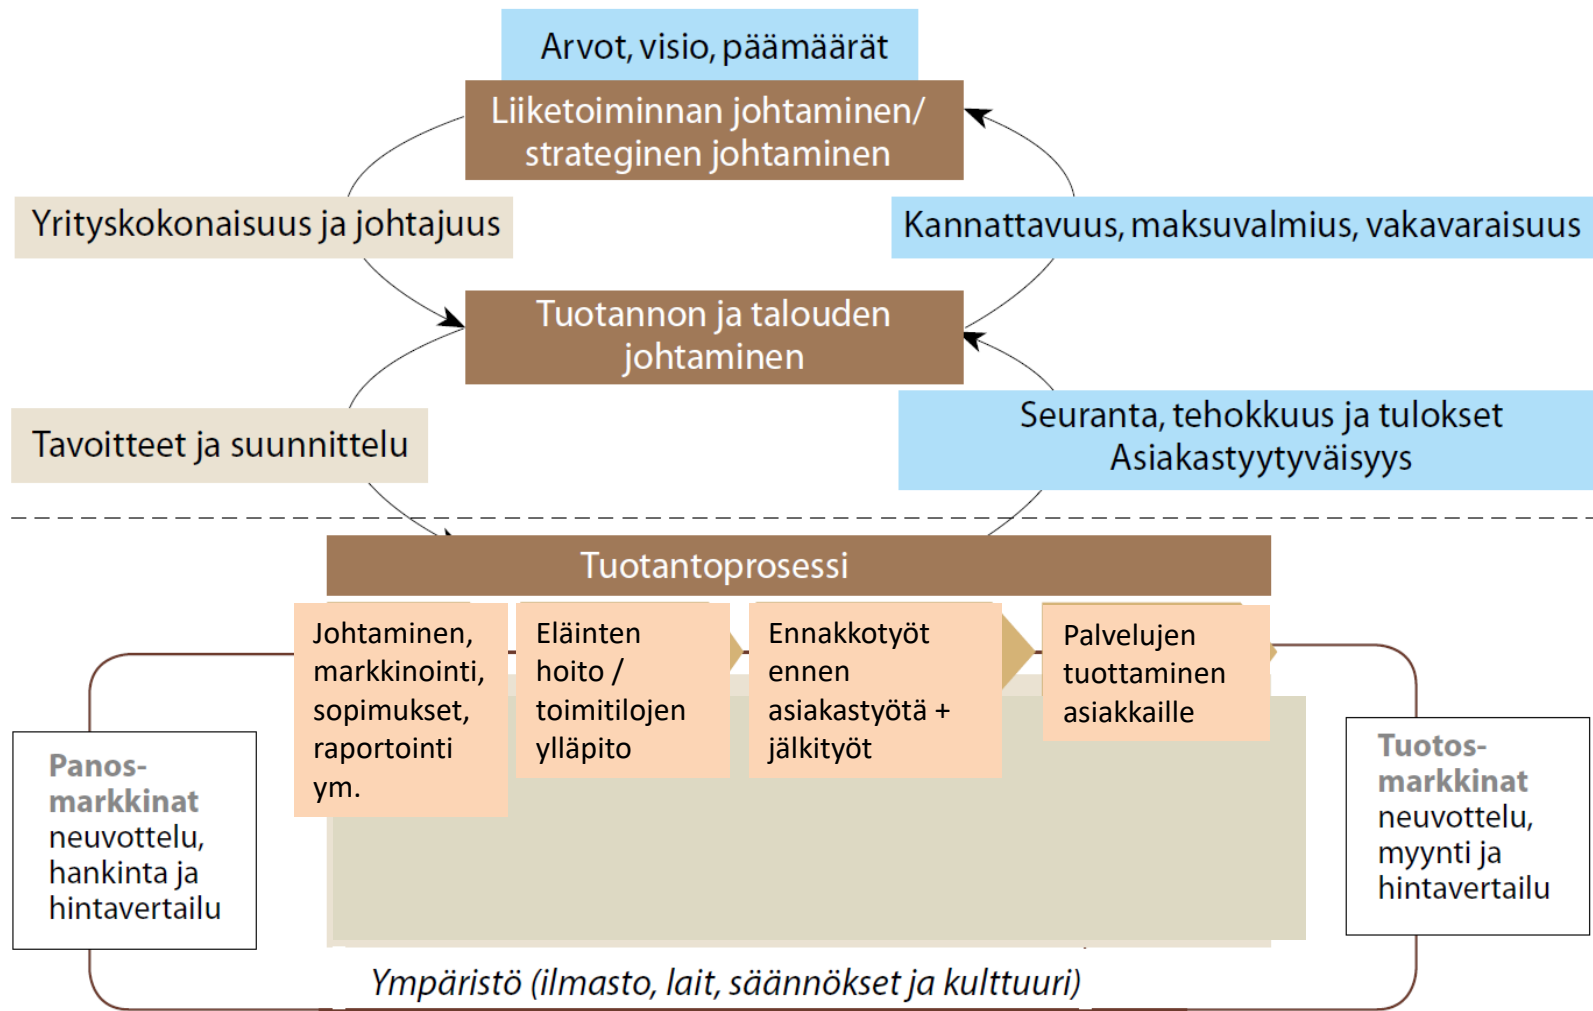 Arvot, visio, päämäärät
Liiketoiminnan johtaminen/
strateginen johtaminen
Yrityskokonaisuus ja johtajuus
Kannattavuus, maksuvalmius, vakavaraisuus
Tuotannon ja talouden
johtaminen
Tavoitteet ja suunnittelu
Seuranta, tehokkuus ja tulokset
Asiakastyytyväisyys
Tuotantoprosessi
Johtaminen,
markkinointi,
sopimukset,
raportointi
ym.
Eläinten
hoito /
toimitilojen
ylläpito
Ennakkotyöt
ennen
asiakastyötä +
jälkityöt
Palvelujen
tuottaminen
asiakkaille
Panos-
markkinat
neuvottelu,
hankinta ja
hintavertailu
Tuotos-
markkinat
neuvottelu,
myynti ja
hintavertailu
Ympäristö (ilmasto, lait, säännökset ja kulttuuri)